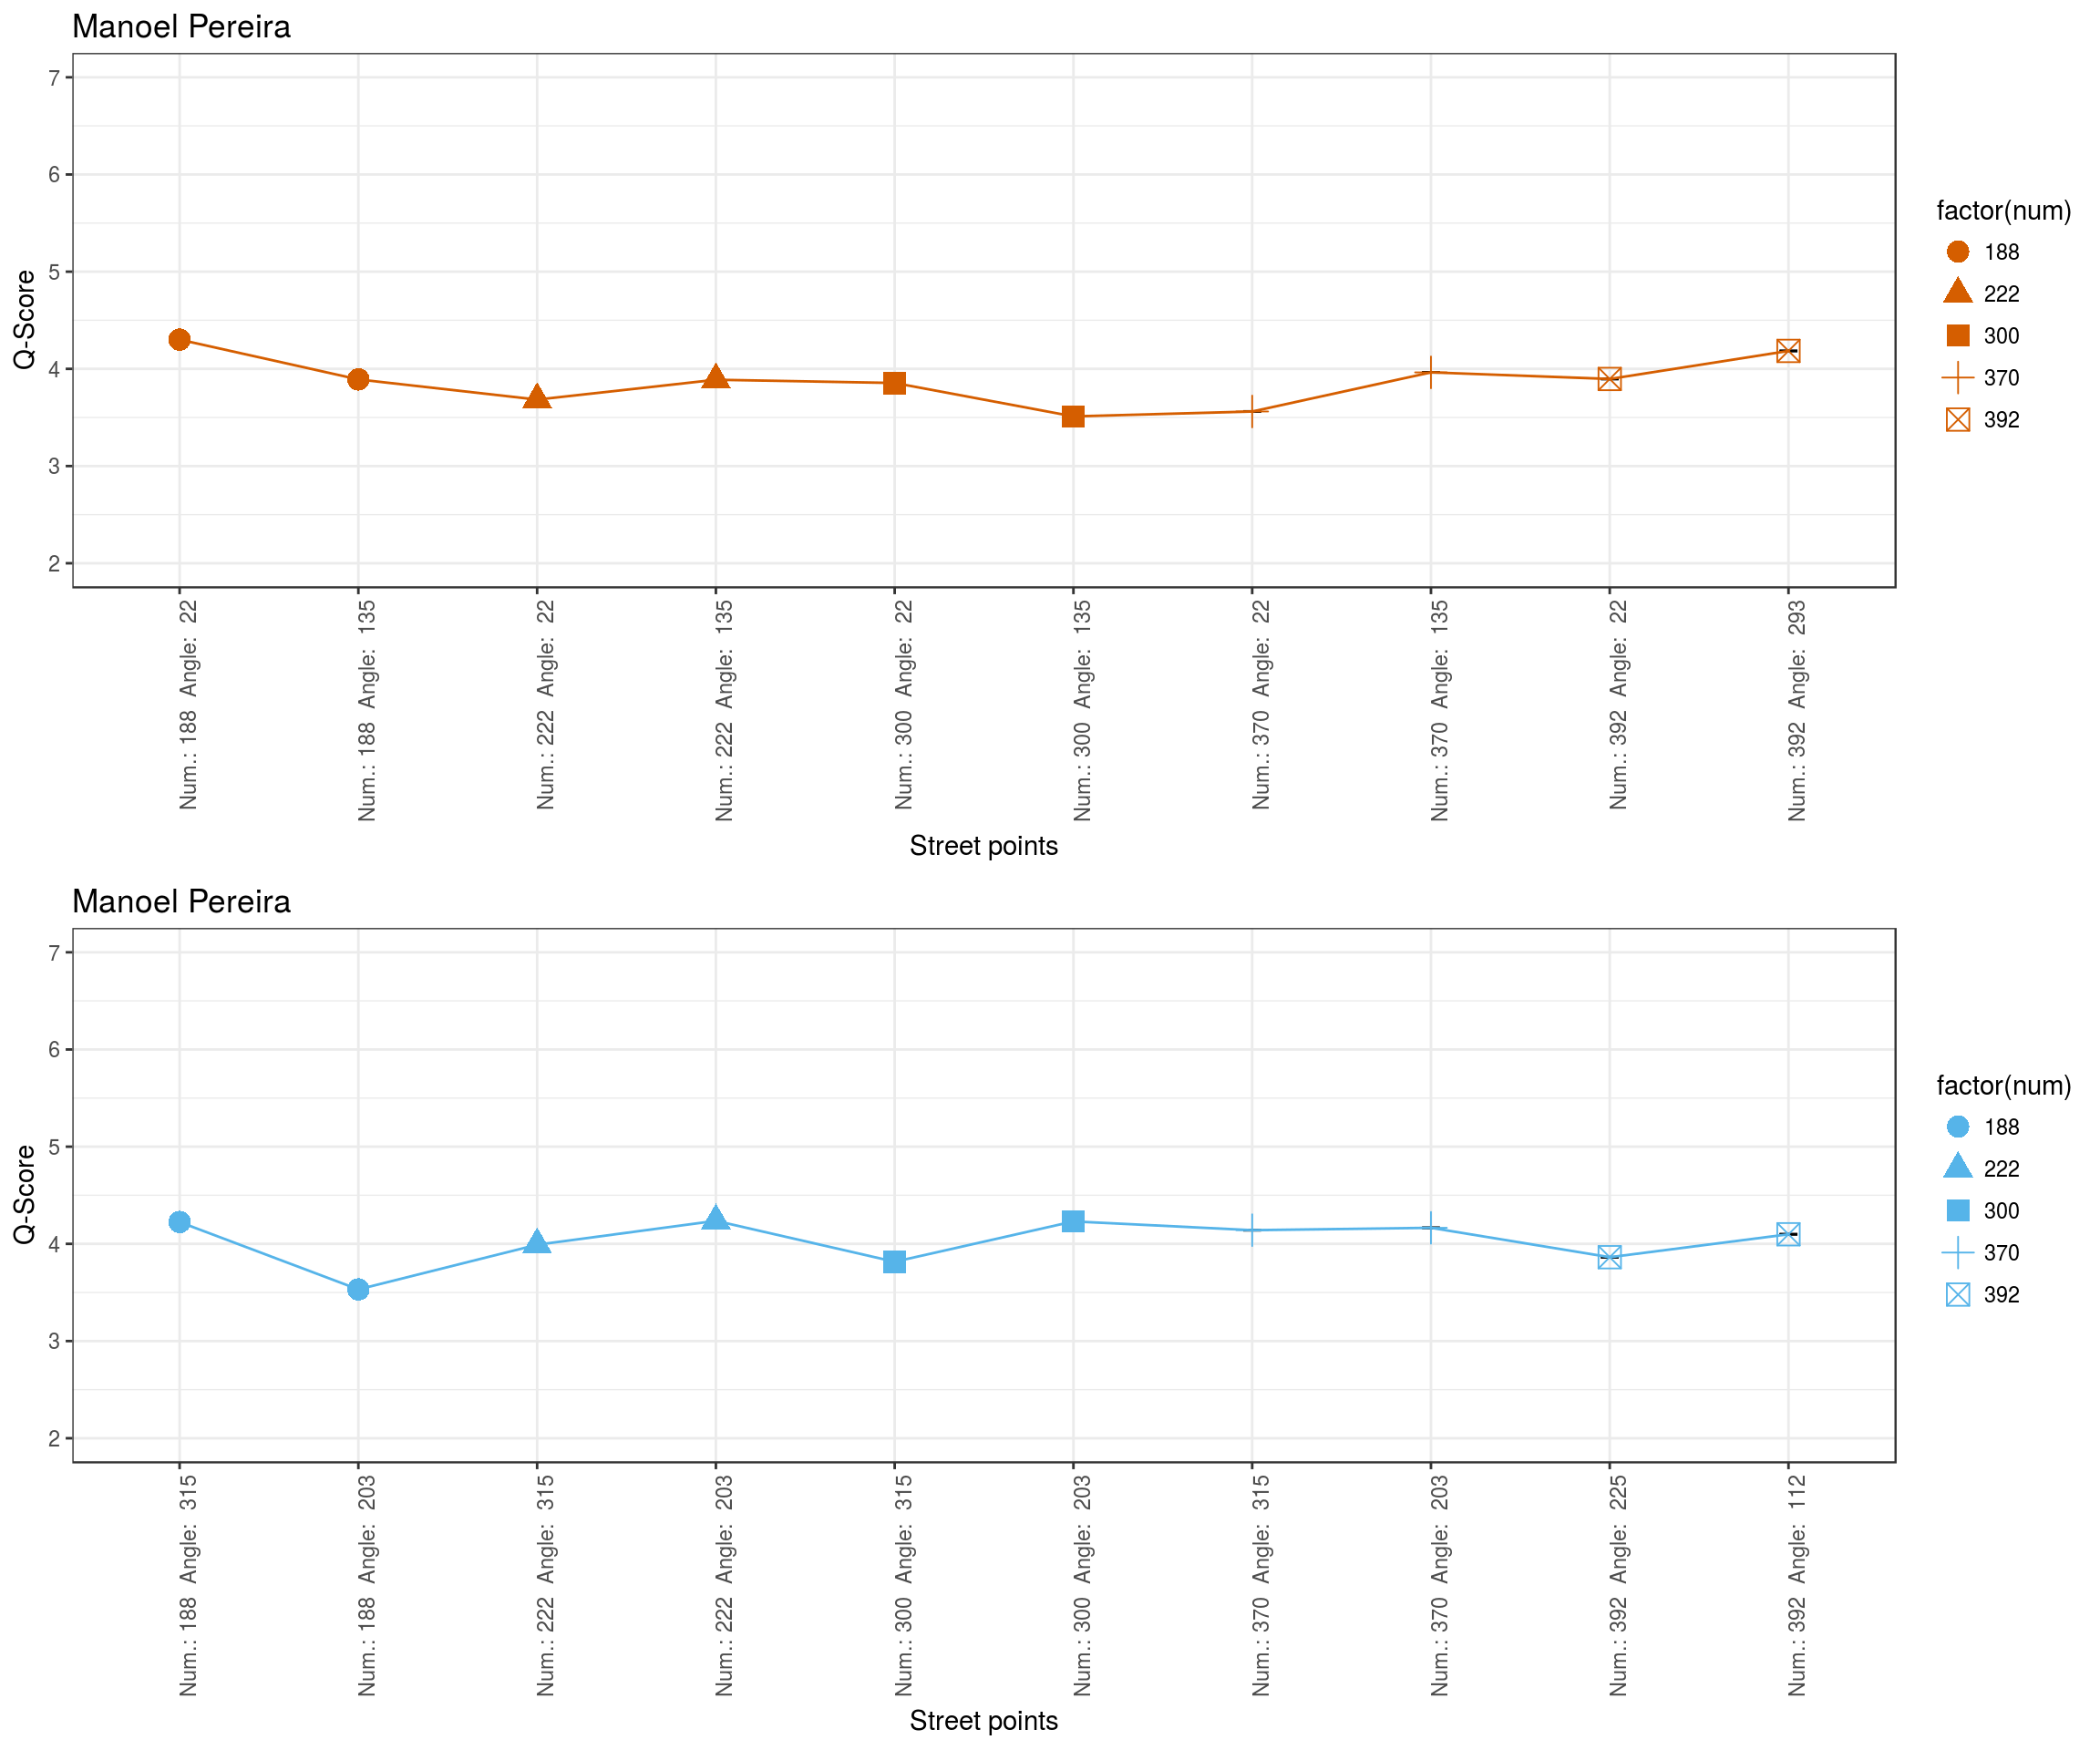 Manoel Pereira
7
6
5
4
3
2
Q-Score
Num.: 188 Angle: 22
Num.: 188 Angle: 135
Num.: 222 Angle: 22
Num.: 222 Angle: 135
Num.: 300 Angle: 22
Num.: 300 Angle: 135
Num.: 370 Angle: 22
Num.: 370 Angle: 135
Num.: 392 Angle: 22
Num.: 392 Angle: 293
Street points
factor(num)
188
222
300
370
392
Manoel Pereira
7
6
5
4
3
2
Q-Score
Num.: 188 Angle: 315
Num.: 188 Angle: 203
Num.: 222 Angle: 315
Num.: 222 Angle: 203
Num.: 300 Angle: 315
Num.: 300 Angle: 203
Num.: 370 Angle: 315
Num.: 370 Angle: 203
Num.: 392 Angle: 225
Num.: 392 Angle: 112
Street points
factor(num)
188
222
300
370
392